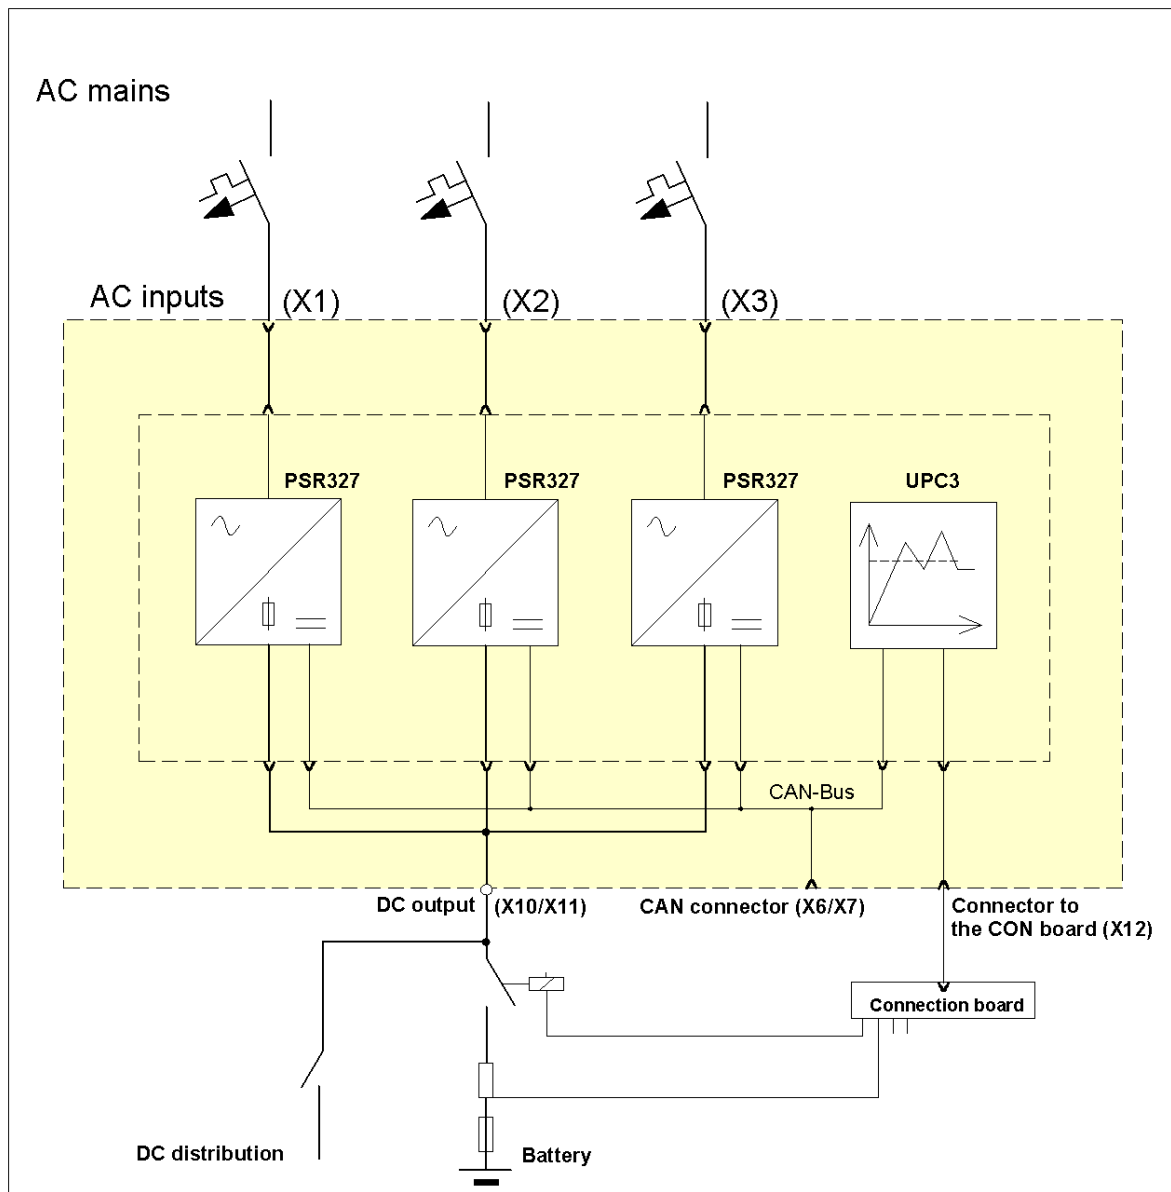 AC mains
AC inputs
(X1)
(X2)
(X3)
PSR327
PSR327
PSR327
UPC3
CAN-Bus
DC output
(X10/X11)
CAN connector (X6/X7)
Connector to
the CON board (X12)
Connection board
DC distribution
Battery